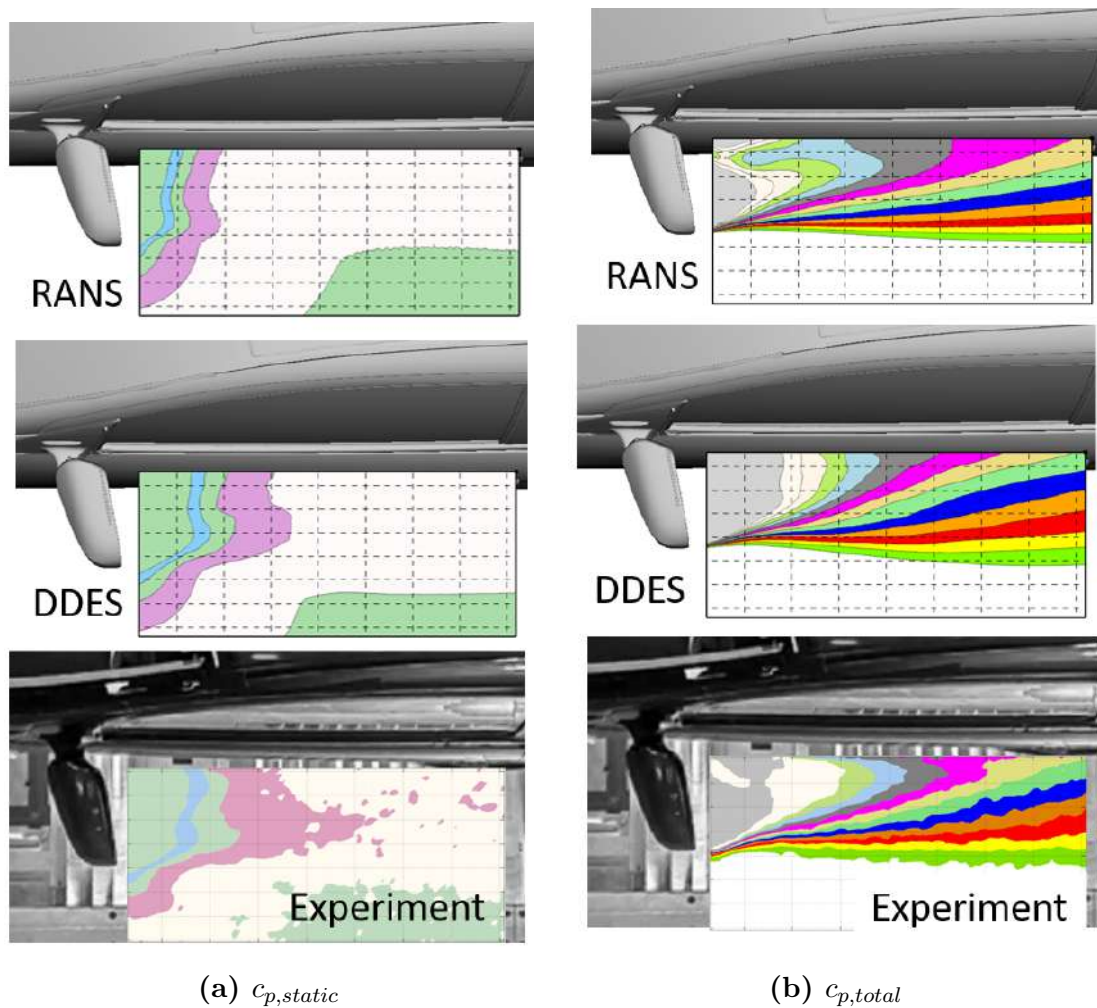 RANS
RANS
DDES
DDES
Experiment
Experiment
(a) c_{p,static}
(b) c_{p,total}